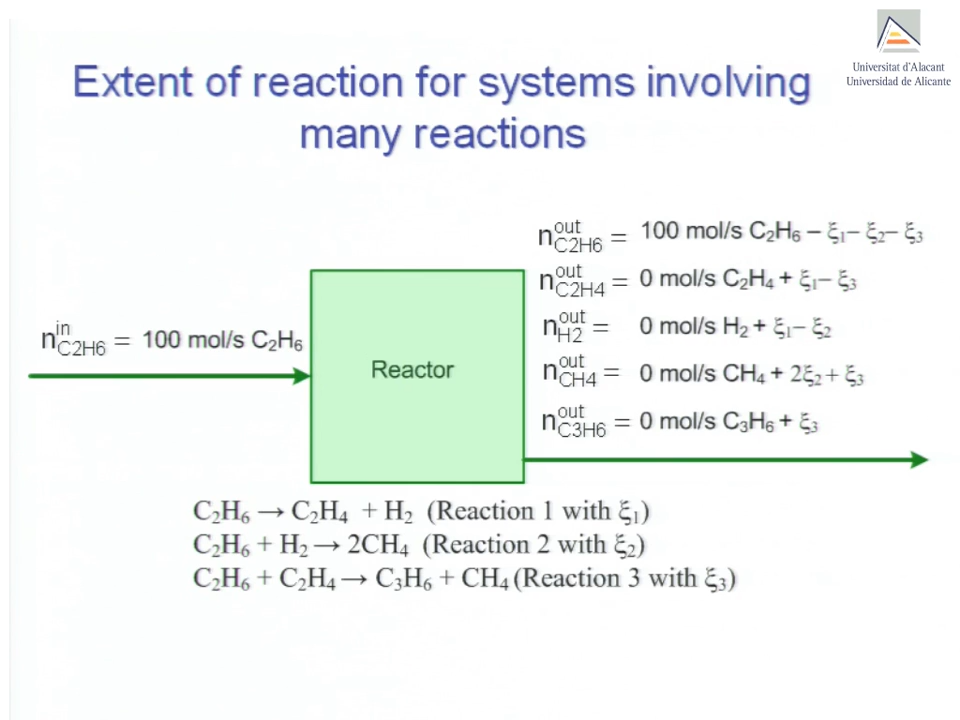 Universitat d'Alacant
Universidad de Alicante
Extent of reaction for systems involving
many reactions
n^out_C2H6 = 100 mol/s C₂H₆ – ξ₁– ξ₂– ξ₃
n^out_C2H4 = 0 mol/s C₂H₄ + ξ₁– ξ₃
n^in_C2H6 = 100 mol/s C₂H₆
n^out_H2 = 0 mol/s H₂ + ξ₁– ξ₂
Reactor
n^out_CH4 = 0 mol/s CH₄ + 2ξ₂ + ξ₃
n^out_C3H6 = 0 mol/s C₃H₆ + ξ₃
C₂H₆ → C₂H₄ + H₂ (Reaction 1 with ξ₁)
C₂H₆ + H₂ → 2CH₄ (Reaction 2 with ξ₂)
C₂H₆ + C₂H₄ → C₃H₆ + CH₄ (Reaction 3 with ξ₃)